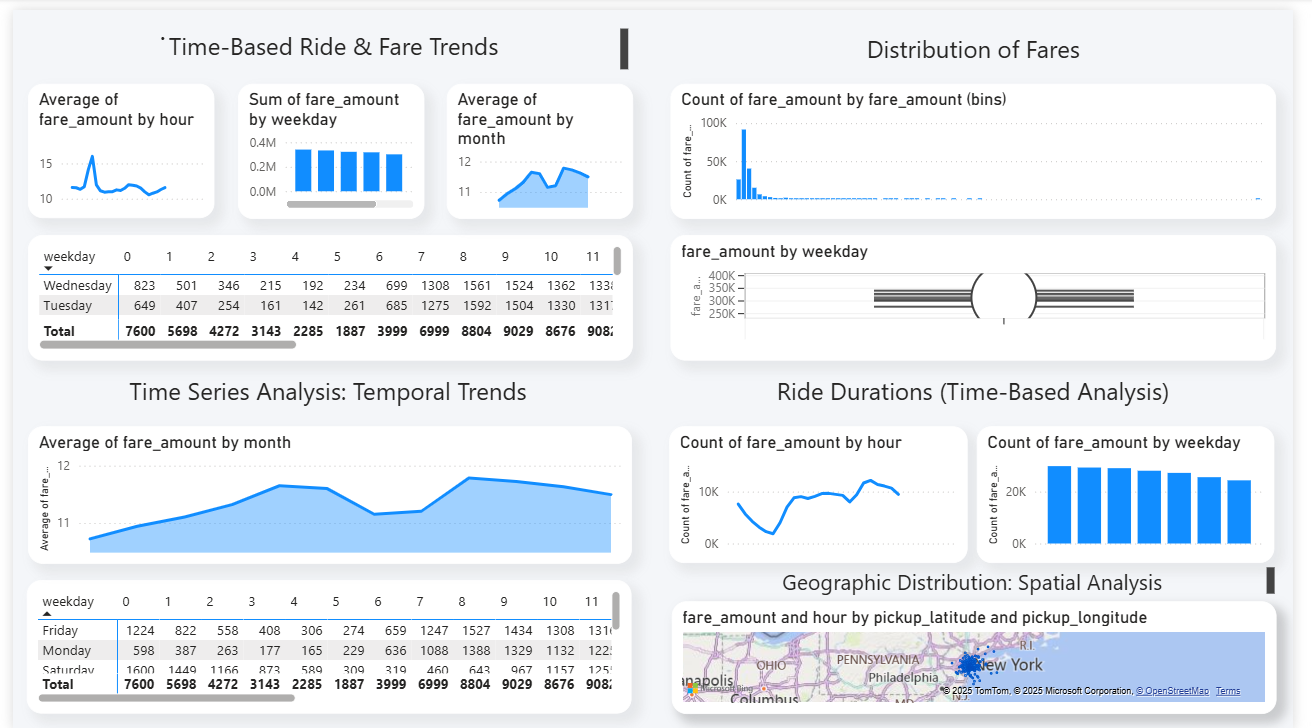 Time-Based Ride & Fare Trends
Distribution of Fares
Average of
fare_amount by hour
15
10
Sum of fare_amount
by weekday
0.4M
0.2M
0.0M
Average of
fare_amount by
month
12
11
Count of fare_amount by fare_amount (bins)
Count of fare_...
100K
50K
0K
weekday 0 1 2 3 4 5 6 7 8 9 10 11
Wednesday 823 501 346 215 192 234 699 1308 1561 1524 1362
Tuesday 649 407 254 161 142 261 685 1275 1592 1504 1330
Total 7600 5698 4272 3143 2285 1887 3999 6999 8804 9029 8676
fare_amount by weekday
fare_a...
400K
350K
300K
250K
Time Series Analysis: Temporal Trends
Ride Durations (Time-Based Analysis)
Average of fare_amount by month
Average of fare_...
12
11
Count of fare_amount by hour
Count of fare_a...
10K
0K
Count of fare_amount by weekday
Count of fare_a...
20K
0K
weekday 0 1 2 3 4 5 6 7 8 9 10 11
Friday 1224 822 558 408 306 274 659 1247 1527 1434 1308
Monday 598 387 263 177 165 229 636 1088 1388 1329 1132
Saturday 1600 1449 1166 873 589 309 319 460 643 967 1157
Total 7600 5698 4272 3143 2285 1887 3999 6999 8804 9029 8676
Geographic Distribution: Spatial Analysis
fare_amount and hour by pickup_latitude and pickup_longitude
R.I.
OHIO
PENNSYLVANIA
New York
Philadelphia
napolis
Microsoft Bing
Columbus
MD
N.J.
© 2025 TomTom, © 2025 Microsoft Corporation, © OpenStreetMap Terms